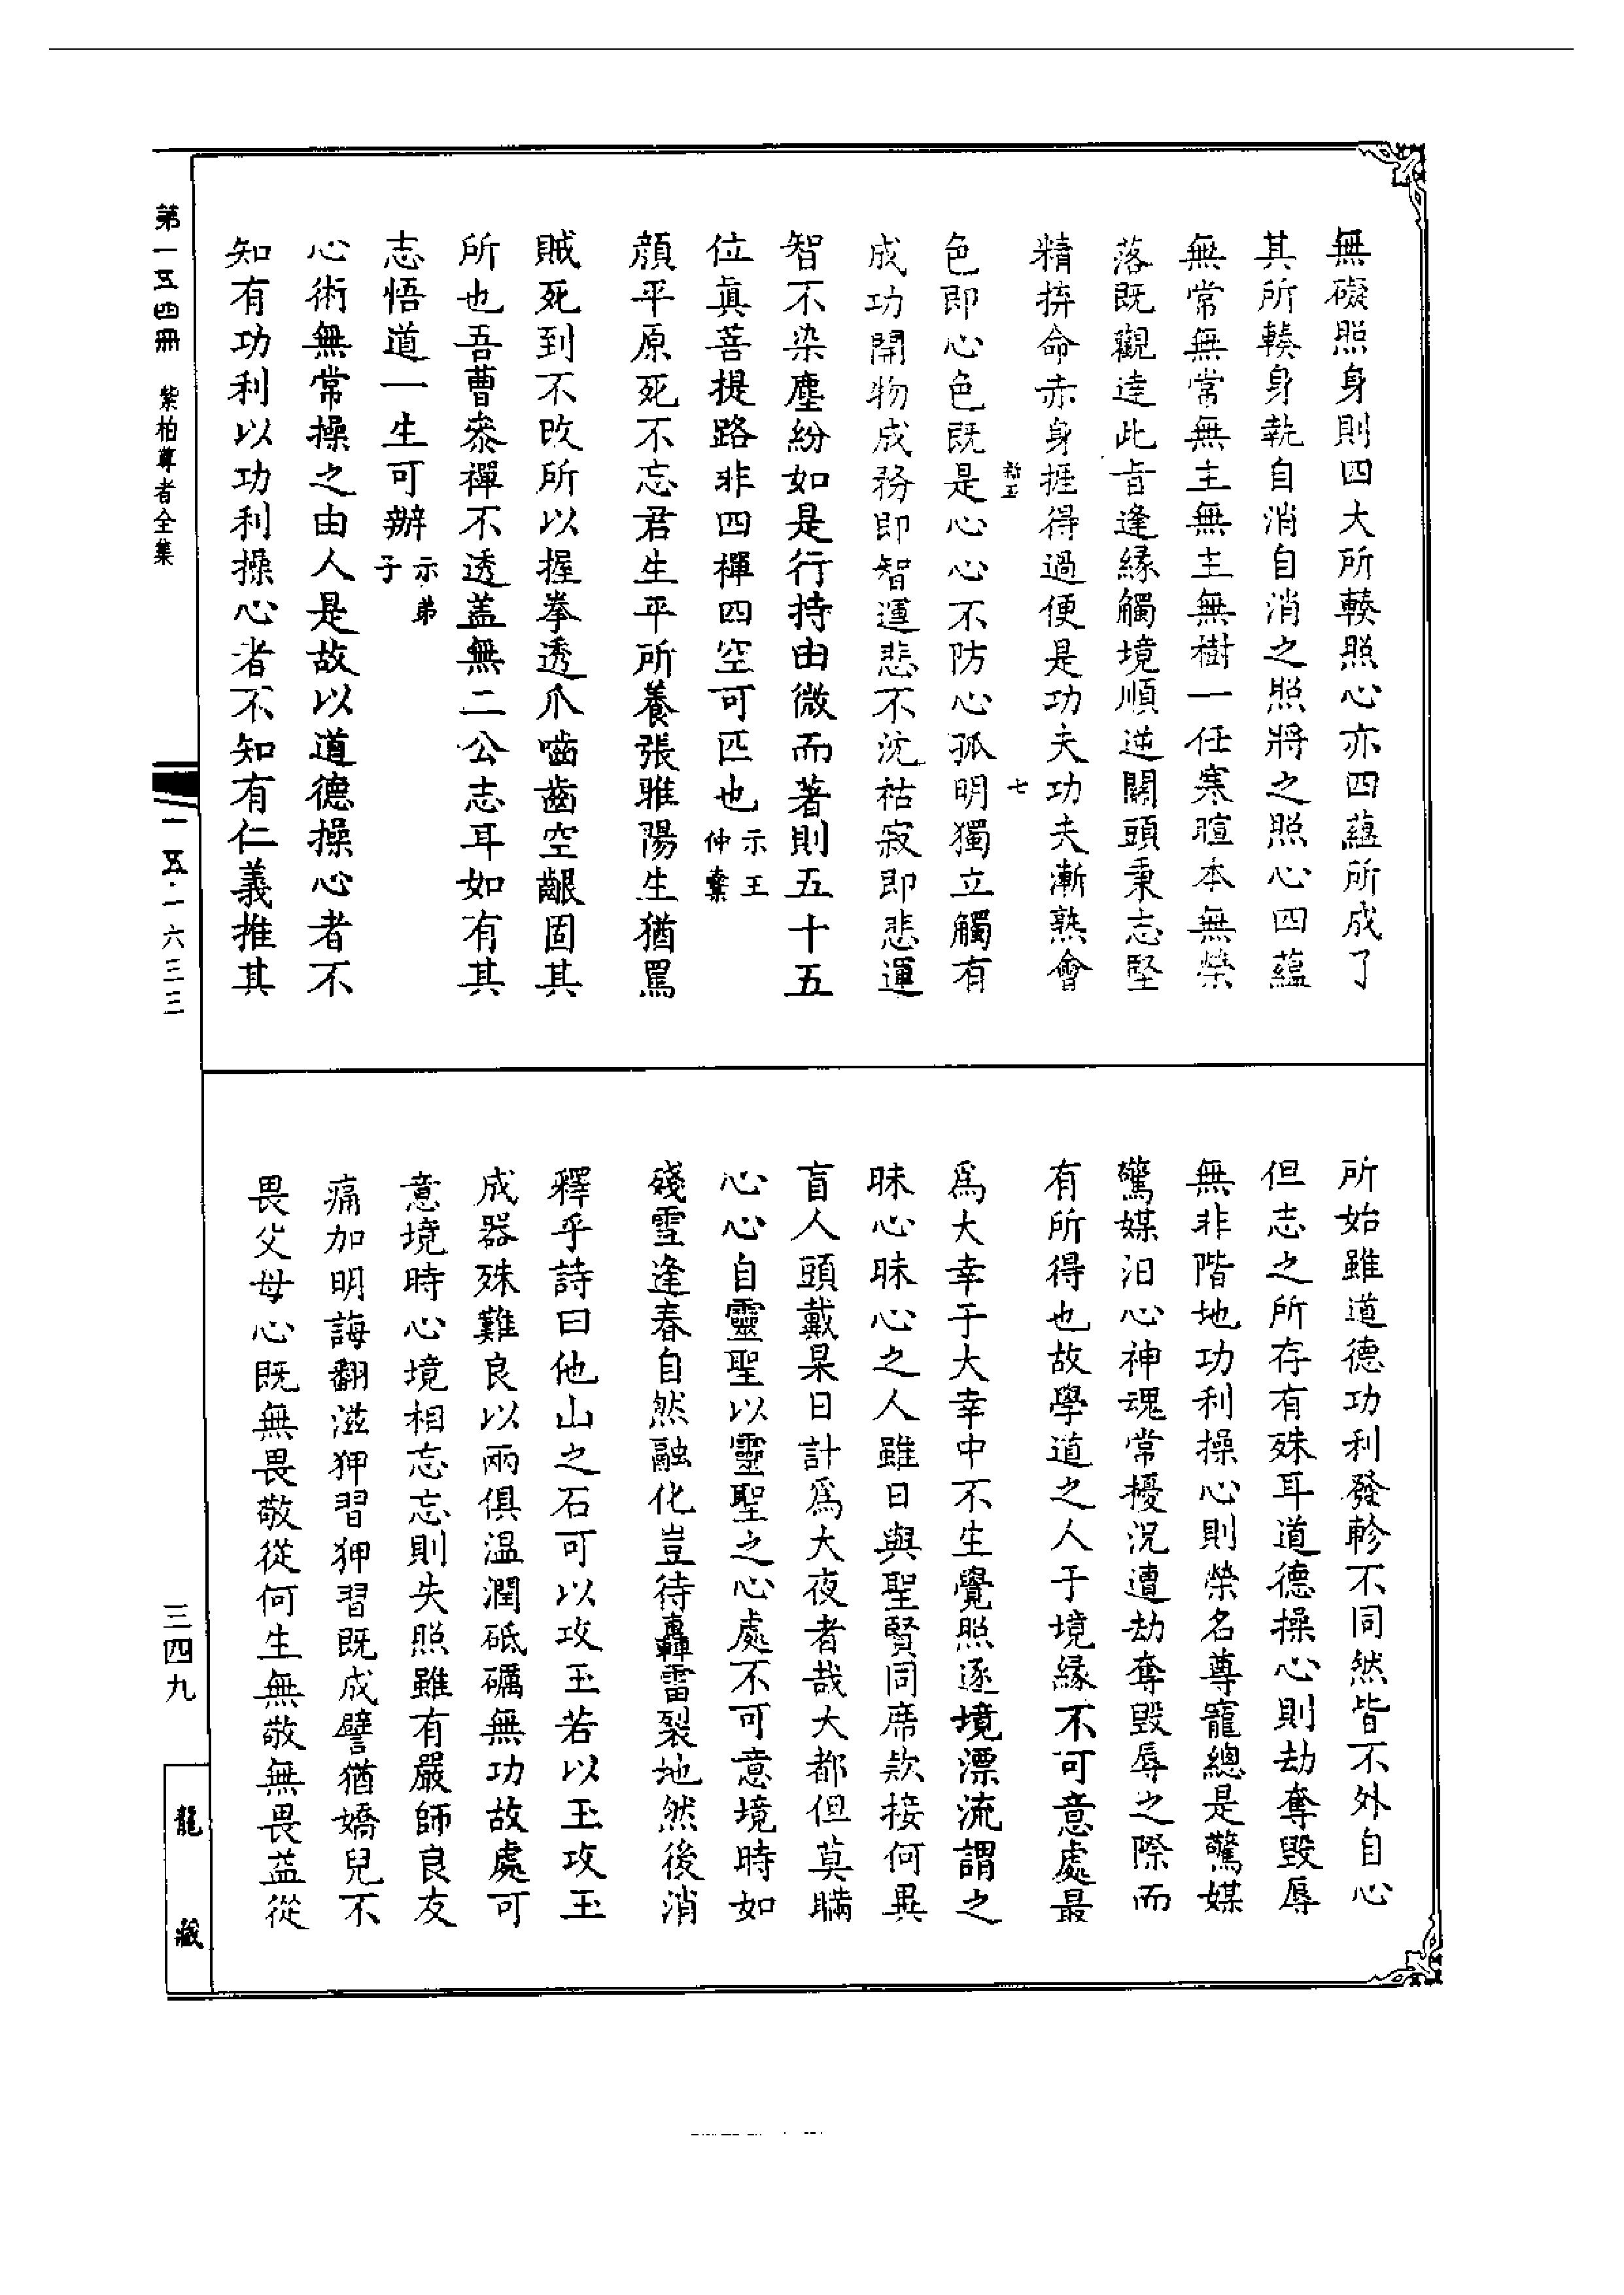 無礙照身則四大所轃照心亦四蘊所成了
其所轃身執自消自消之照將之照心四蘊
無常無常無主無主無樹一任寒暄本無榮
落既觀達此旨逢緣觸境順逆關頭秉志堅
精拚命赤身捱得過便是功夫功夫漸熟會
色即心色既是心心不防心孤明獨立觸有
成功開物成務即智運悲不沈祜寂即悲運
智不染塵紛如是行持由微而著則五十五
位眞菩提路非四禪四空可匹也示王仲棻
顏平原死不忘君生平所養張雅陽生猶罵
賊死到不改所以握拳透爪嚙齒空齦固其
所也吾曹叅禪不透蓋無二公志耳如有其
志悟道一生可辦示弟子
心術無常操之由人是故以道德操心者不
知有功利以功利操心者不知有仁義推其
七
第一五四冊 紫柏尊者全集
一五·一六三三
所始雖道德功利發軫不同然皆不外自心
但志之所存有殊耳道德操心則劫奪毀辱
無非階地功利操心則榮名尊寵總是驚媒
驚媒汨心神魂常擾況遭劫奪毀辱之際而
有所得也故學道之人于境緣不可意處最
爲大幸于大幸中不生覺照逐境漂流謂之
昧心昧心之人雖日與聖賢同席欵接何異
盲人頭戴杲日計爲大夜者哉大都但莫瞞
心心自靈聖以靈聖之心處不可意境時如
殘雪逢春自然融化豈待轟雷裂地然後消
釋乎詩曰他山之石可以攻玉若以玉攻玉
成器殊難良以兩俱温潤砥礪無功故處可
意境時心境相忘忘則失照雖有嚴師良友
痛加明誨翻滋狎習狎習既成譬猶嬌兒不
畏父母心既無畏敬從何生無敬無畏益從
三四九
龍藏